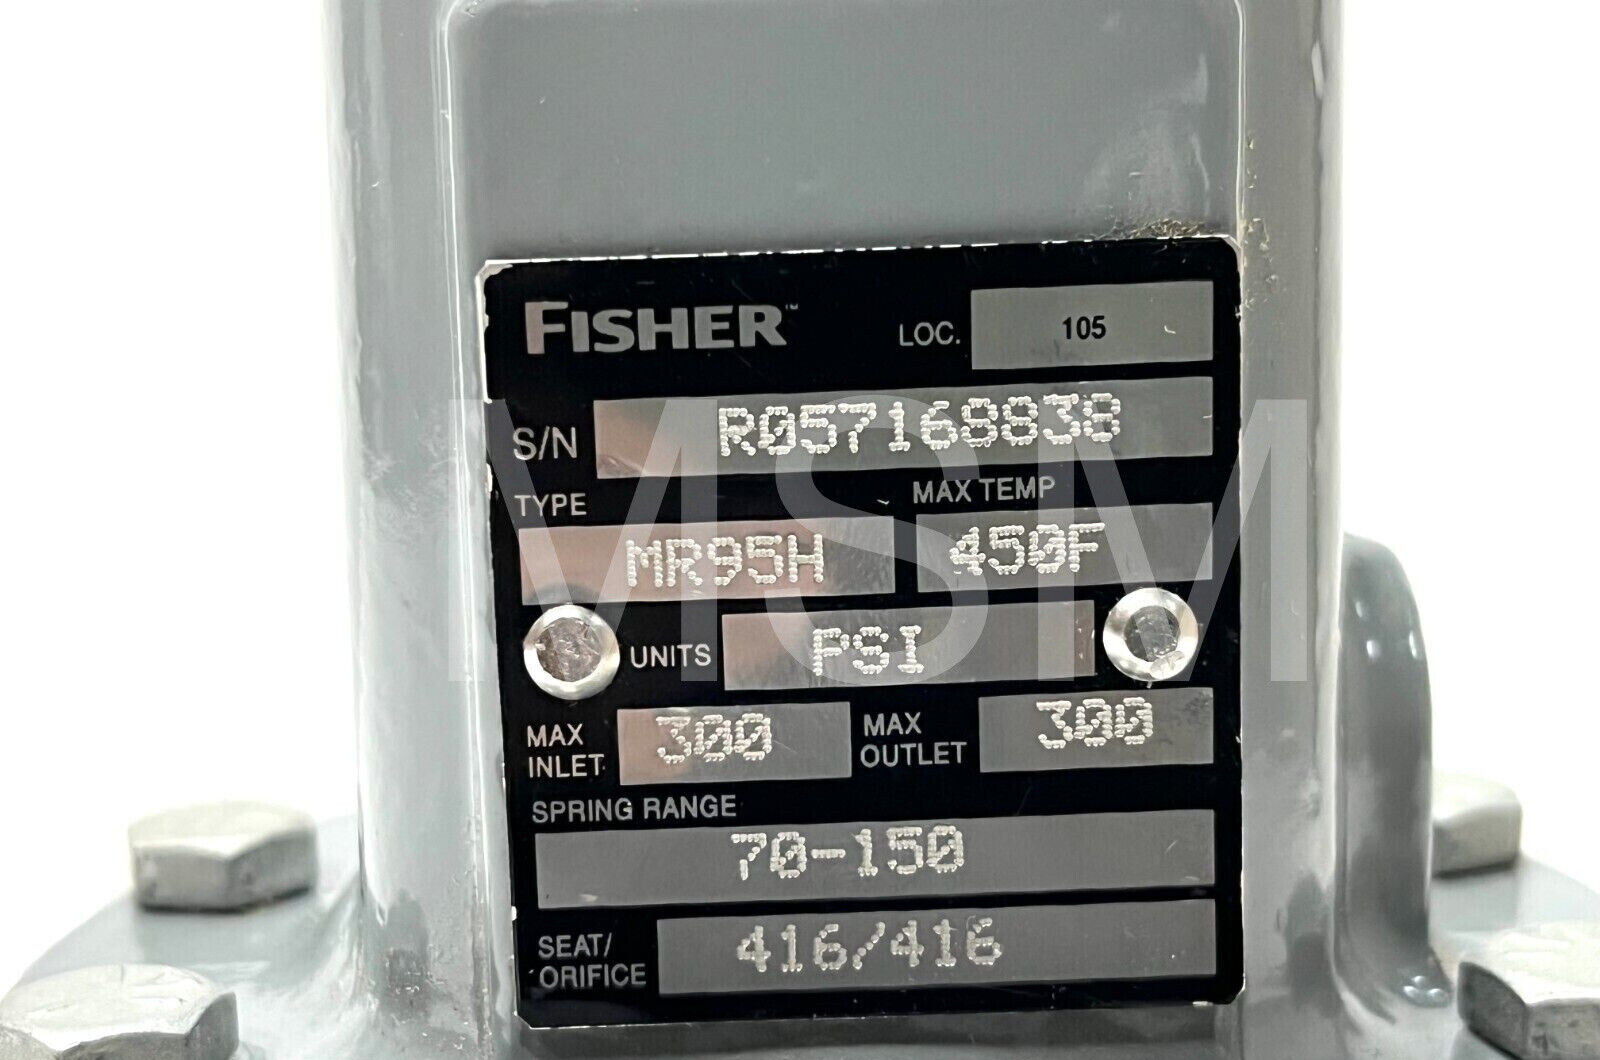 FISHER™ LOC. 105
S/N R057168838
TYPE MAX TEMP
MR95H 450F
UNITS PSI
MAX INLET 300 MAX OUTLET 300
SPRING RANGE
70-150
SEAT/ORIFICE 416/416
MSM